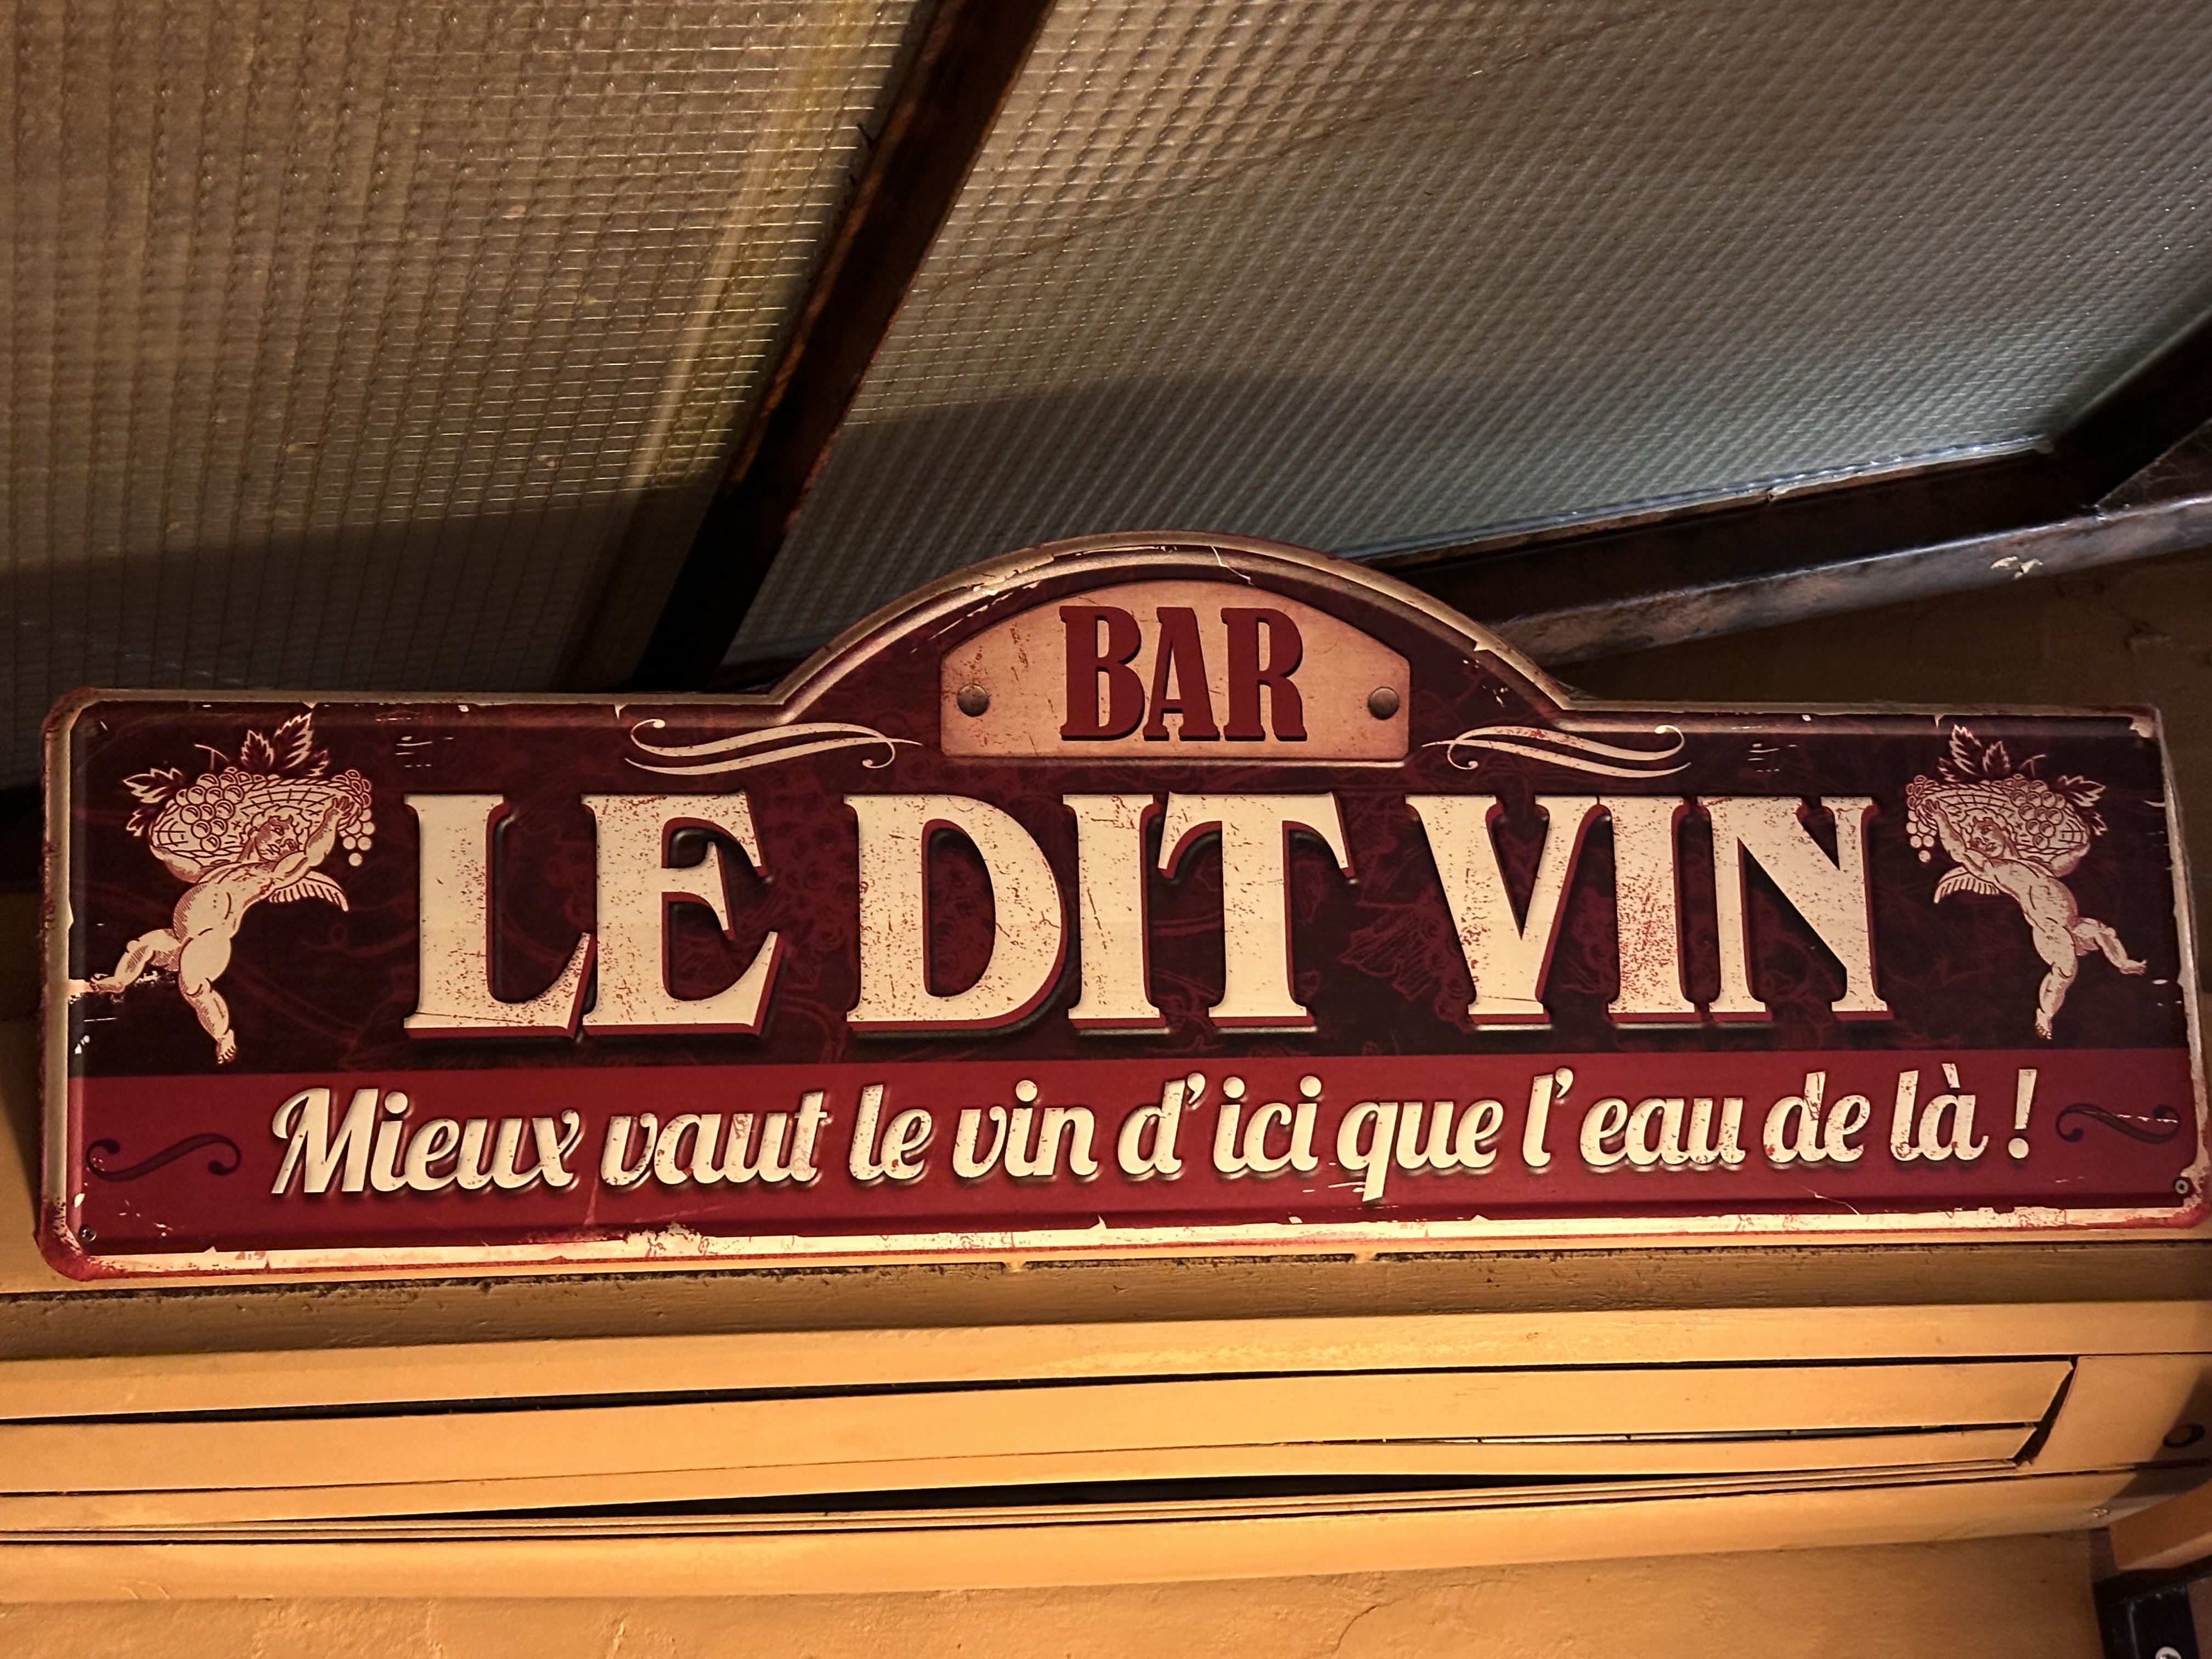 BAR
LE DIT VIN
Mieux vaut le vin d'ici que l'eau de là !